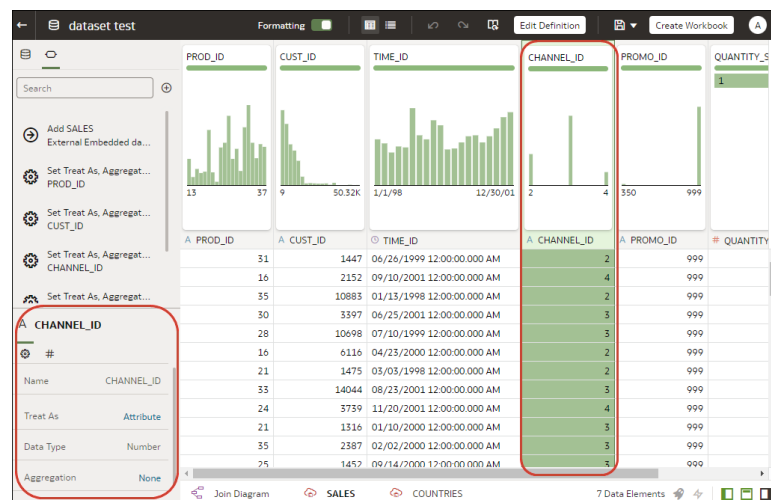 dataset test
Formatting
Edit Definition
Create Workbook
A
Search
Add SALES
External Embedded da...
Set Treat As, Aggregat...
PROD_ID
Set Treat As, Aggregat...
CUST_ID
Set Treat As, Aggregat...
CHANNEL_ID
Set Treat As, Aggregat...
A CHANNEL_ID
#
Name CHANNEL_ID
Treat As Attribute
Data Type Number
Aggregation None
PROD_ID CUST_ID TIME_ID CHANNEL_ID PROMO_ID QUANTITY_S
1
13 37 9 50.32K 1/1/98 12/30/01 2 4 350 999
A PROD_ID A CUST_ID TIME_ID A CHANNEL_ID A PROMO_ID # QUANTITY
31 1447 06/26/1999 12:00:00.000 AM 2 999
16 2152 09/10/2001 12:00:00.000 AM 4 999
35 10883 01/13/1998 12:00:00.000 AM 2 999
30 3397 06/25/2001 12:00:00.000 AM 3 999
28 10698 07/10/1999 12:00:00.000 AM 3 999
16 6116 04/23/2000 12:00:00.000 AM 2 999
21 1475 03/03/1998 12:00:00.000 AM 2 999
33 14044 08/23/2001 12:00:00.000 AM 3 999
24 3739 11/20/2001 12:00:00.000 AM 4 999
21 1316 01/10/2000 12:00:00.000 AM 3 999
35 2387 02/02/2000 12:00:00.000 AM 3 999
25 1452 09/14/2000 12:00:00.000 AM 3 999
Join Diagram SALES COUNTRIES 7 Data Elements